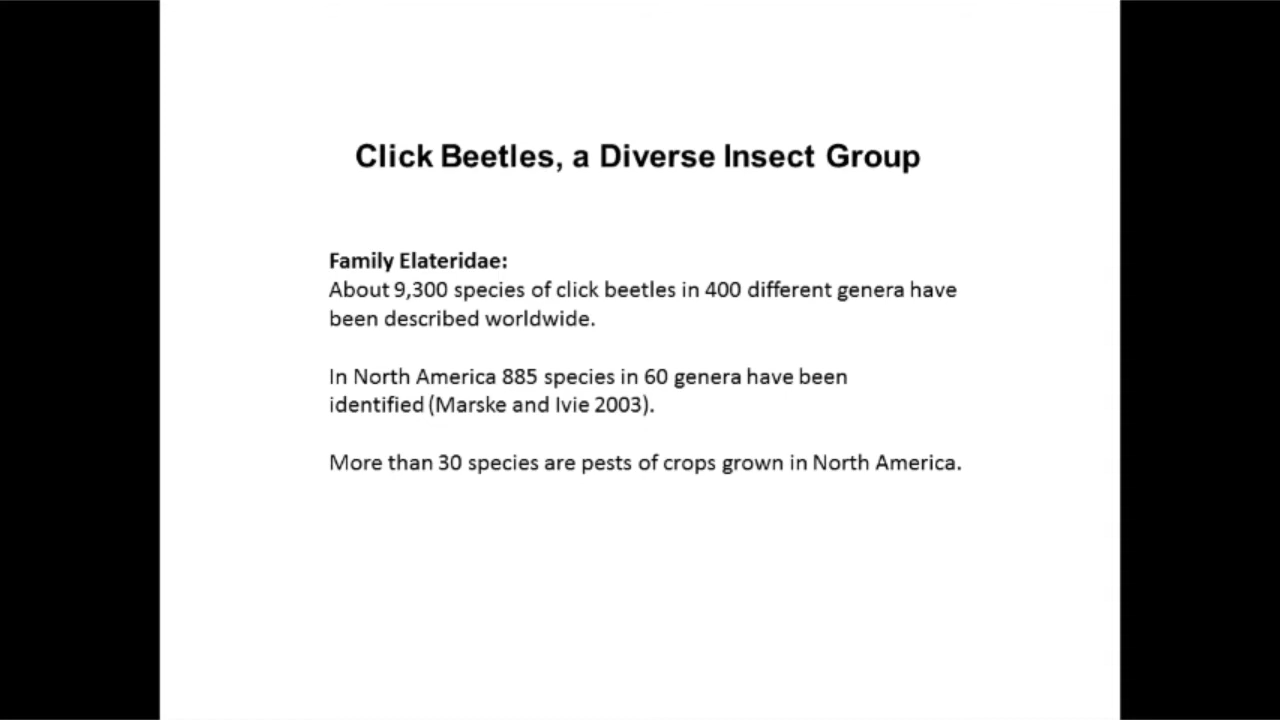 Click Beetles, a Diverse Insect Group
Family Elateridae:
About 9,300 species of click beetles in 400 different genera have
been described worldwide.
In North America 885 species in 60 genera have been
identified (Marske and Ivie 2003).
More than 30 species are pests of crops grown in North America.